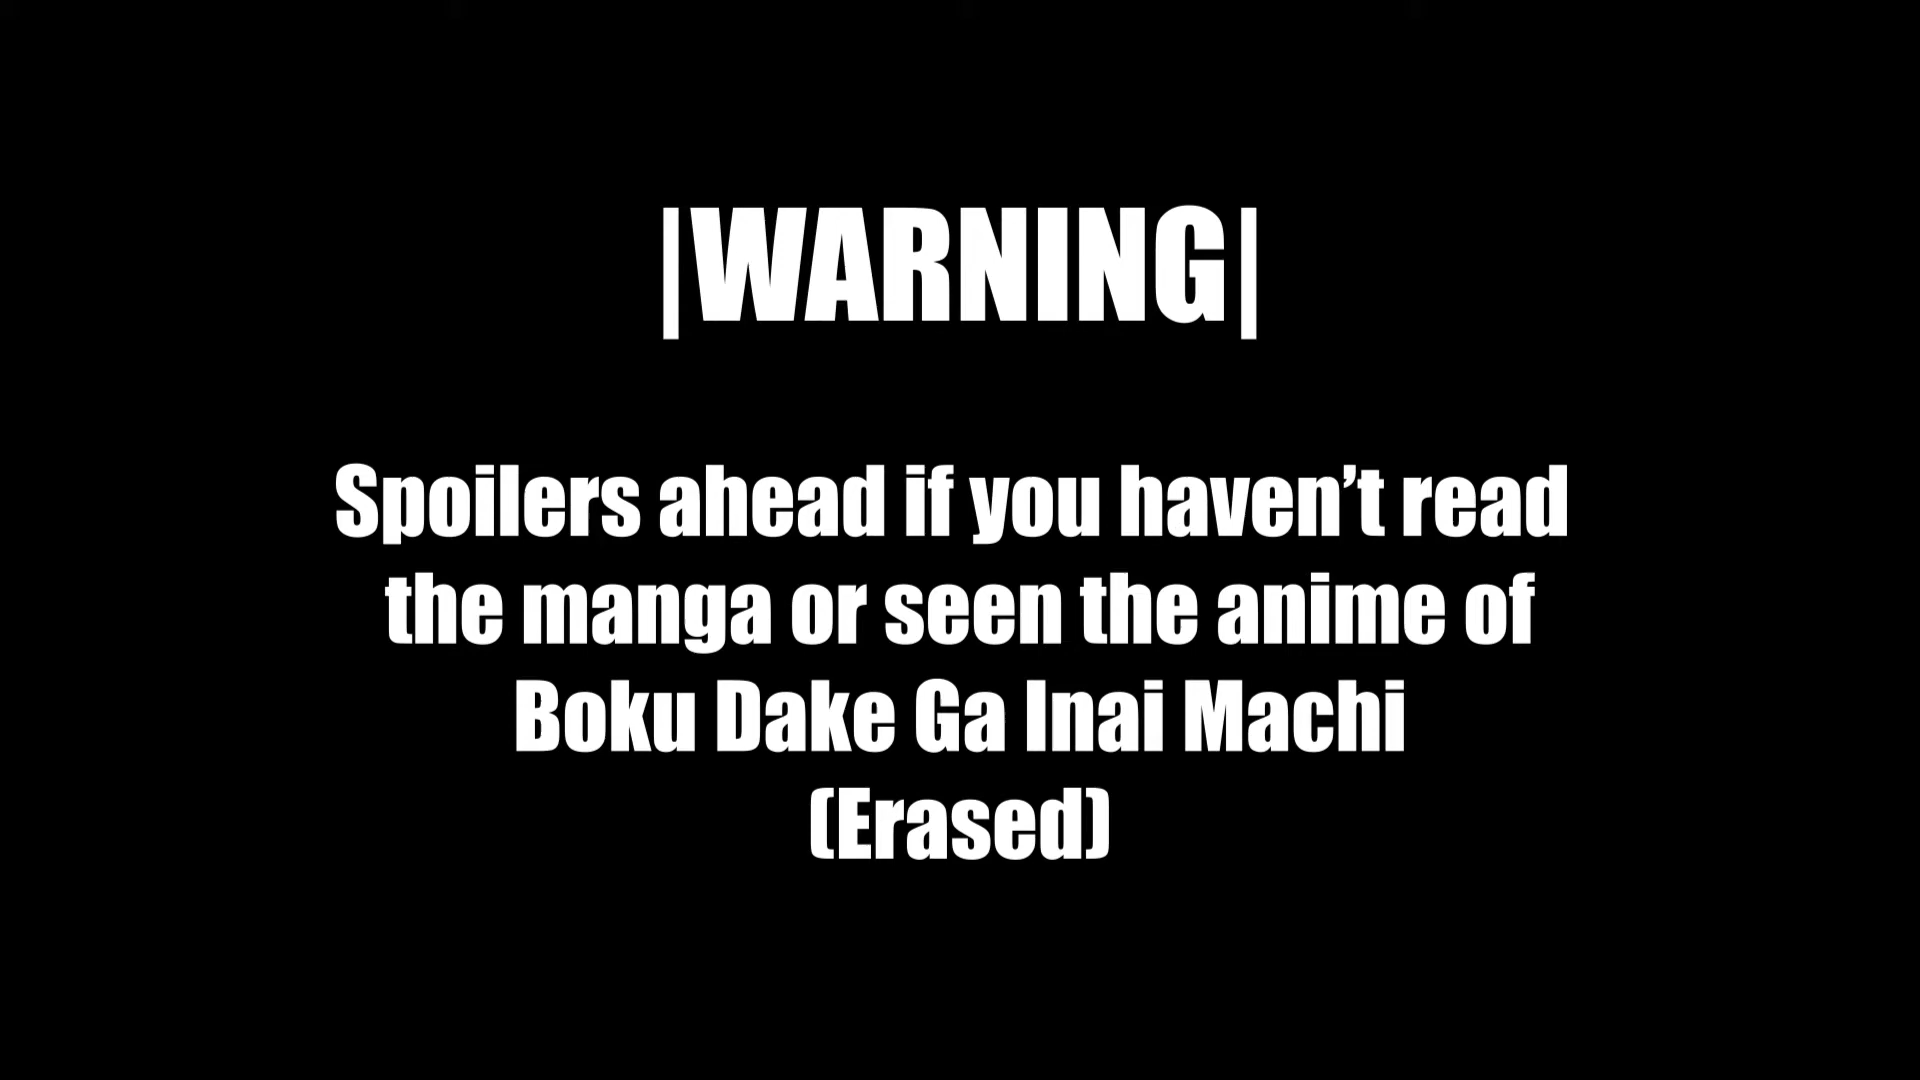 |WARNING|
Spoilers ahead if you haven’t read
the manga or seen the anime of
Boku Dake Ga Inai Machi
(Erased)